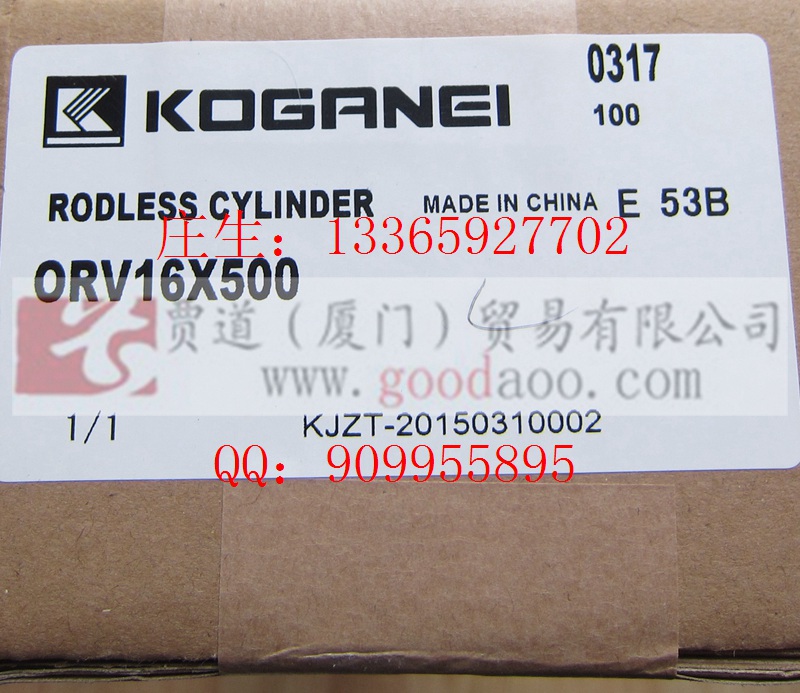 0317
KOGANEI
100
RODLESS CYLINDER MADE IN CHINA E 53B
庄生：13365927702
ORV16X500
贾道（厦门）贸易有限公司
www.goodaoo.com
1/1 KJZT-20150310002
QQ：909955895